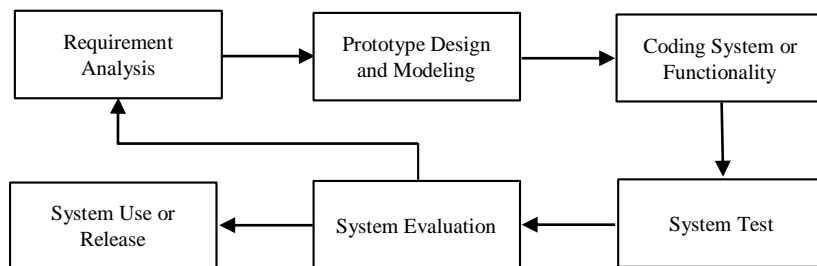 Requirement
Analysis
Prototype Design
and Modeling
Coding System or
Functionality
System Use or
Release
System Evaluation
System Test